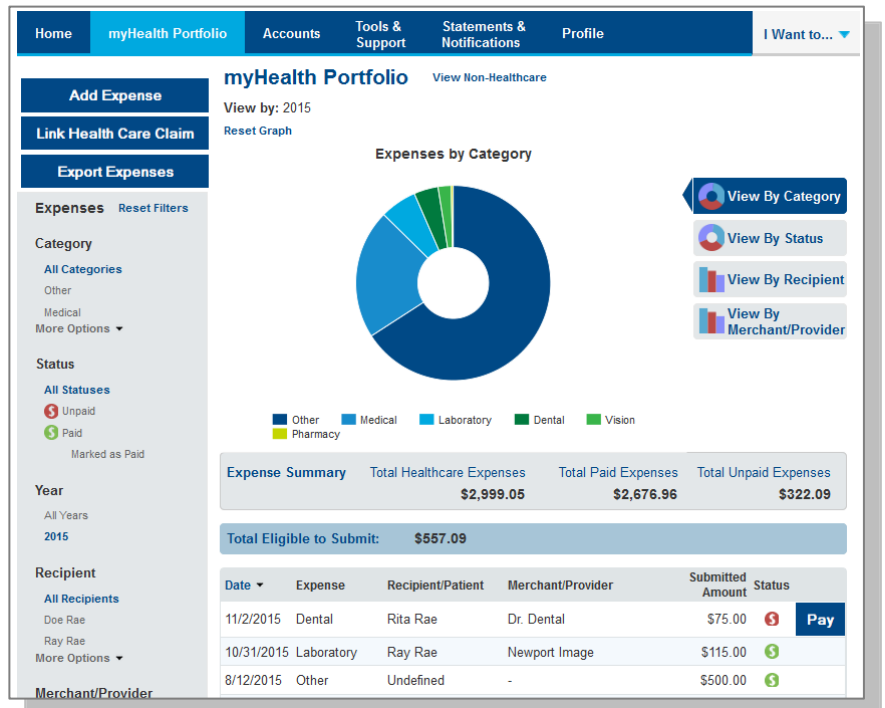 Home myHealth Portfolio Accounts Tools & Support Statements & Notifications Profile I Want to...
Add Expense
Link Health Care Claim
Export Expenses
Expenses Reset Filters
Category
All Categories
Other
Medical
More Options
Status
All Statuses
Unpaid
Paid
Marked as Paid
Year
All Years
2015
Recipient
All Recipients
Doe Rae
Ray Rae
More Options
Merchant/Provider
myHealth Portfolio View Non-Healthcare
View by: 2015
Reset Graph
Expenses by Category
View By Category
View By Status
View By Recipient
View By
Merchant/Provider
Other Medical Laboratory Dental Vision
Pharmacy
Expense Summary Total Healthcare Expenses Total Paid Expenses Total Unpaid Expenses
$2,999.05 $2,676.96 $322.09
Total Eligible to Submit: $557.09
Date Expense Recipient/Patient Merchant/Provider Submitted Amount Status
11/2/2015 Dental Rita Rae Dr. Dental $75.00 Pay
10/31/2015 Laboratory Ray Rae Newport Image $115.00
8/12/2015 Other Undefined - $500.00